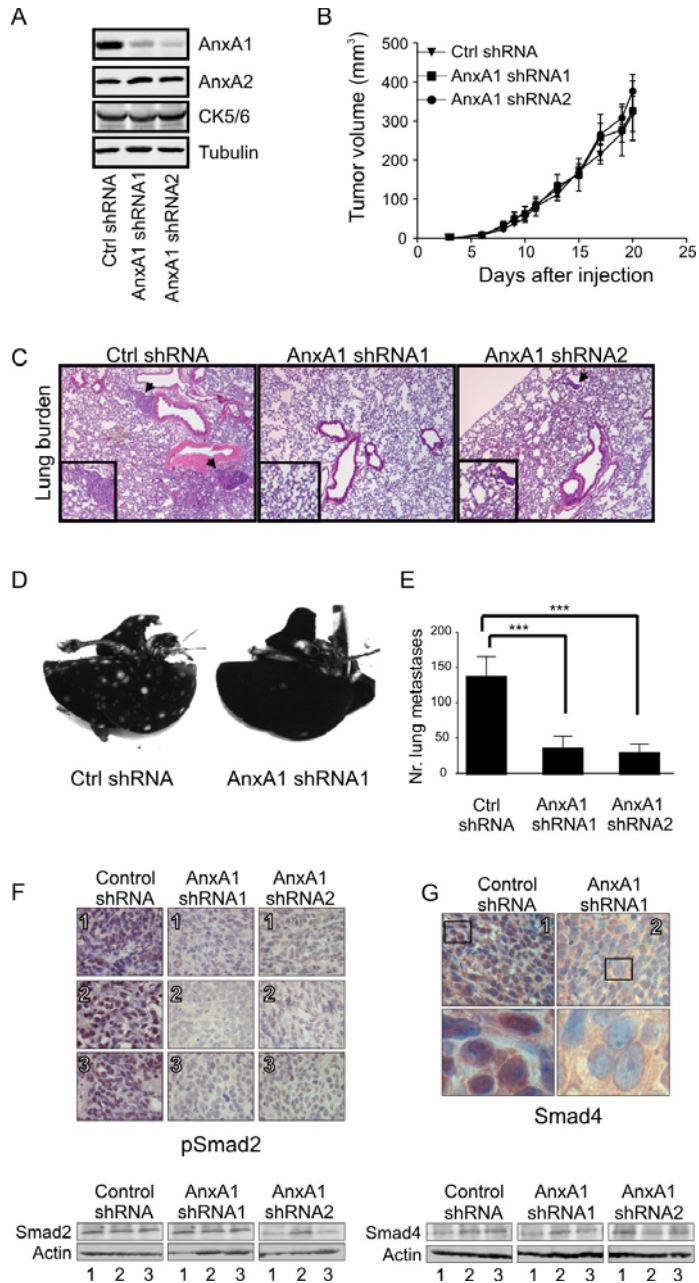 A
AnxA1
AnxA2
CK5/6
Tubulin
Ctrl shRNA
AnxA1 shRNA1
AnxA1 shRNA2
B
Tumor volume (mm³)
500
400
300
200
100
0
0 5 10 15 20 25
Days after injection
Ctrl shRNA
AnxA1 shRNA1
AnxA1 shRNA2
C
Ctrl shRNA AnxA1 shRNA1 AnxA1 shRNA2
Lung burden
D
Ctrl shRNA AnxA1 shRNA1
E
Nr. lung metastases
200
150
100
50
0
***
***
Ctrl shRNA
AnxA1 shRNA1
AnxA1 shRNA2
F
Control shRNA
AnxA1 shRNA1
AnxA1 shRNA2
1 1 1
2 2 2
3 3 3
pSmad2
Control shRNA
AnxA1 shRNA1
AnxA1 shRNA2
Smad2
Actin
1 2 3 1 2 3 1 2 3
G
Control shRNA
AnxA1 shRNA1
1 2
Smad4
Control shRNA
AnxA1 shRNA1
AnxA1 shRNA2
Smad4
Actin
1 2 3 1 2 3 1 2 3